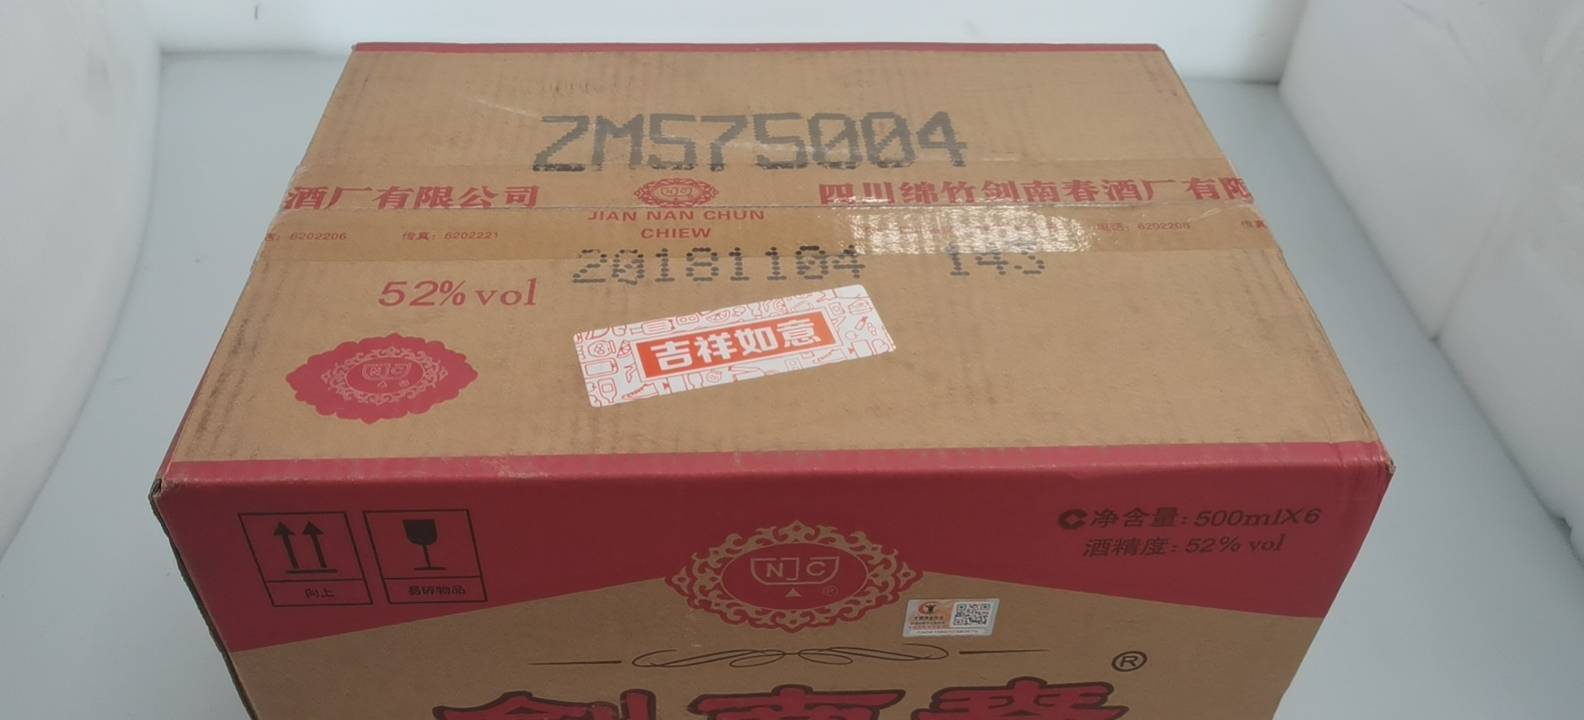 ZM575004
酒厂有限公司
四川绵竹剑南春酒厂有限
JIAN NAN CHUN
CHIEW
6202206 传真: 6202221
电话: 6202206
20181104 143
52% vol
吉祥如意
NJC
®
净含量: 500mlX6
酒精度: 52% vol
向上
易碎物品
NJC
®
®
剑南春